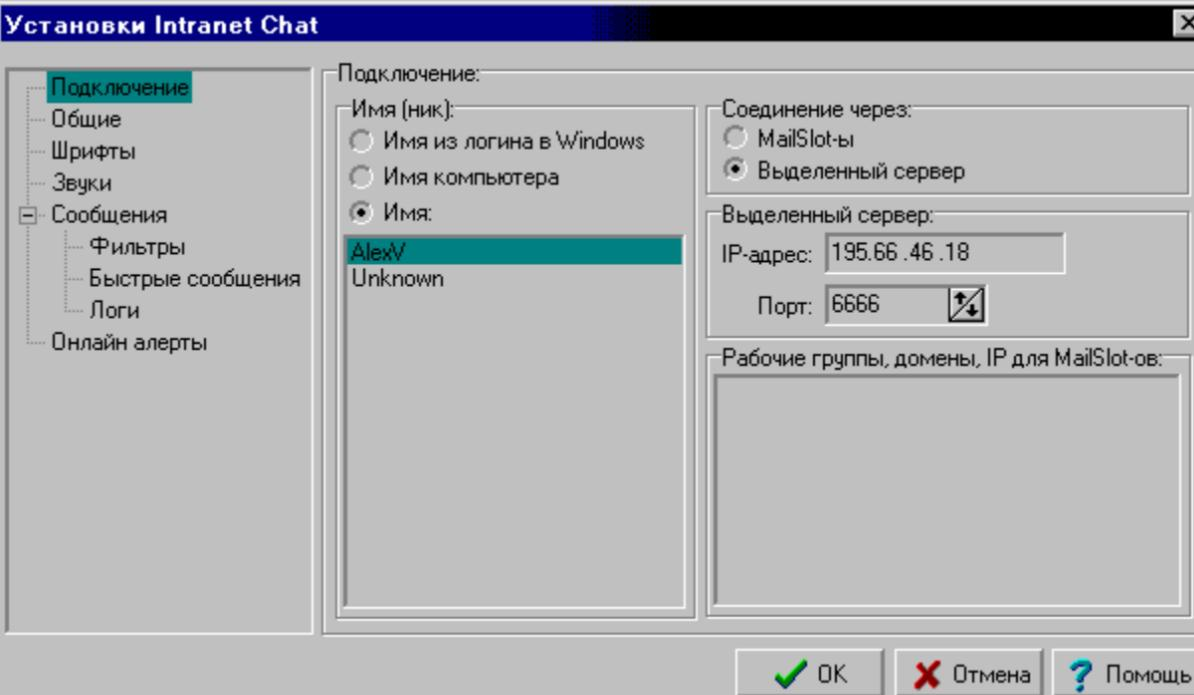 Установки Intranet Chat
Подключение
Общие
Шрифты
Звуки
Сообщения
Фильтры
Быстрые сообщения
Логи
Онлайн алерты
Подключение:
Имя (ник):
Имя из логина в Windows
Имя компьютера
Имя:
AlexV
Unknown
Соединение через:
MailSlot-ы
Выделенный сервер
Выделенный сервер:
IP-адрес: 195.66 .46 .18
Порт: 6666
Рабочие группы, домены, IP для MailSlot-ов:
OK
Отмена
Помощь